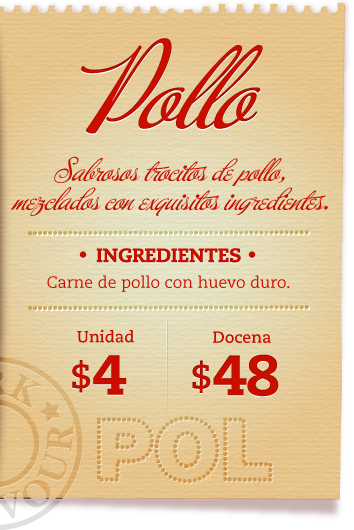 Pollo
Sabrosos trocitos de pollo,
mezclados con exquisitos ingredientes.
• INGREDIENTES •
Carne de pollo con huevo duro.
Unidad
$4
Docena
$48
POL